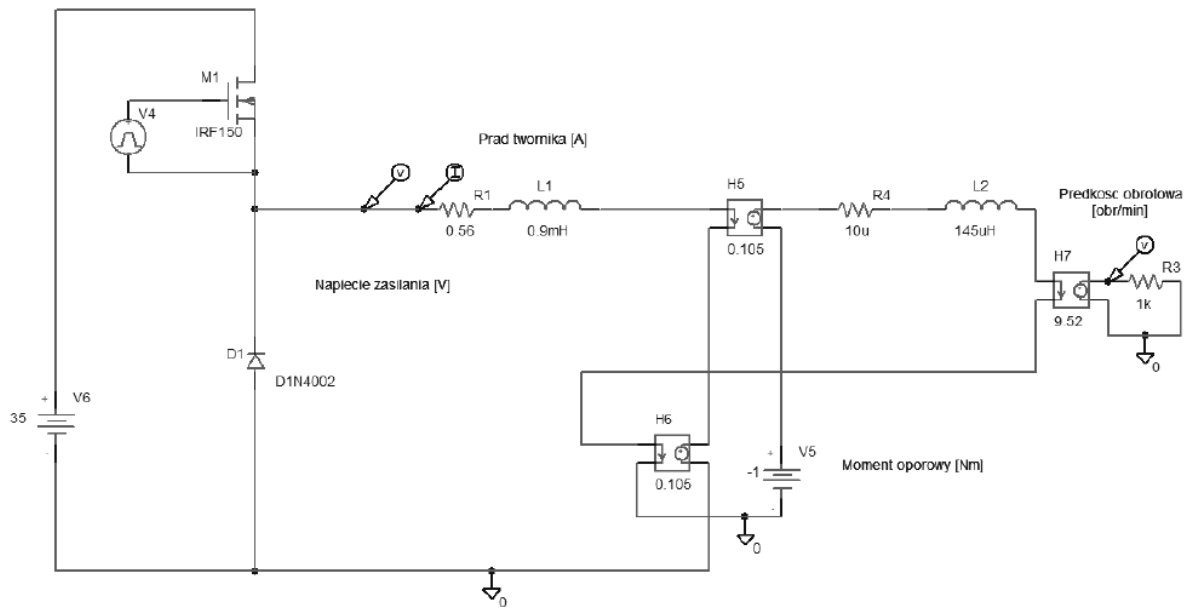 M1
V4
IRF150
Prad twornika [A]
R1
0.56
L1
0.9mH
H5
0.105
R4
10u
L2
145uH
Predkosc obrotowa
[obr/min]
H7
9.52
R3
1k
0
Napiecie zasilania [V]
D1
D1N4002
+
V6
35
-
H6
0.105
+
V5
-1
-
Moment oporowy [Nm]
0
0
V
I
V